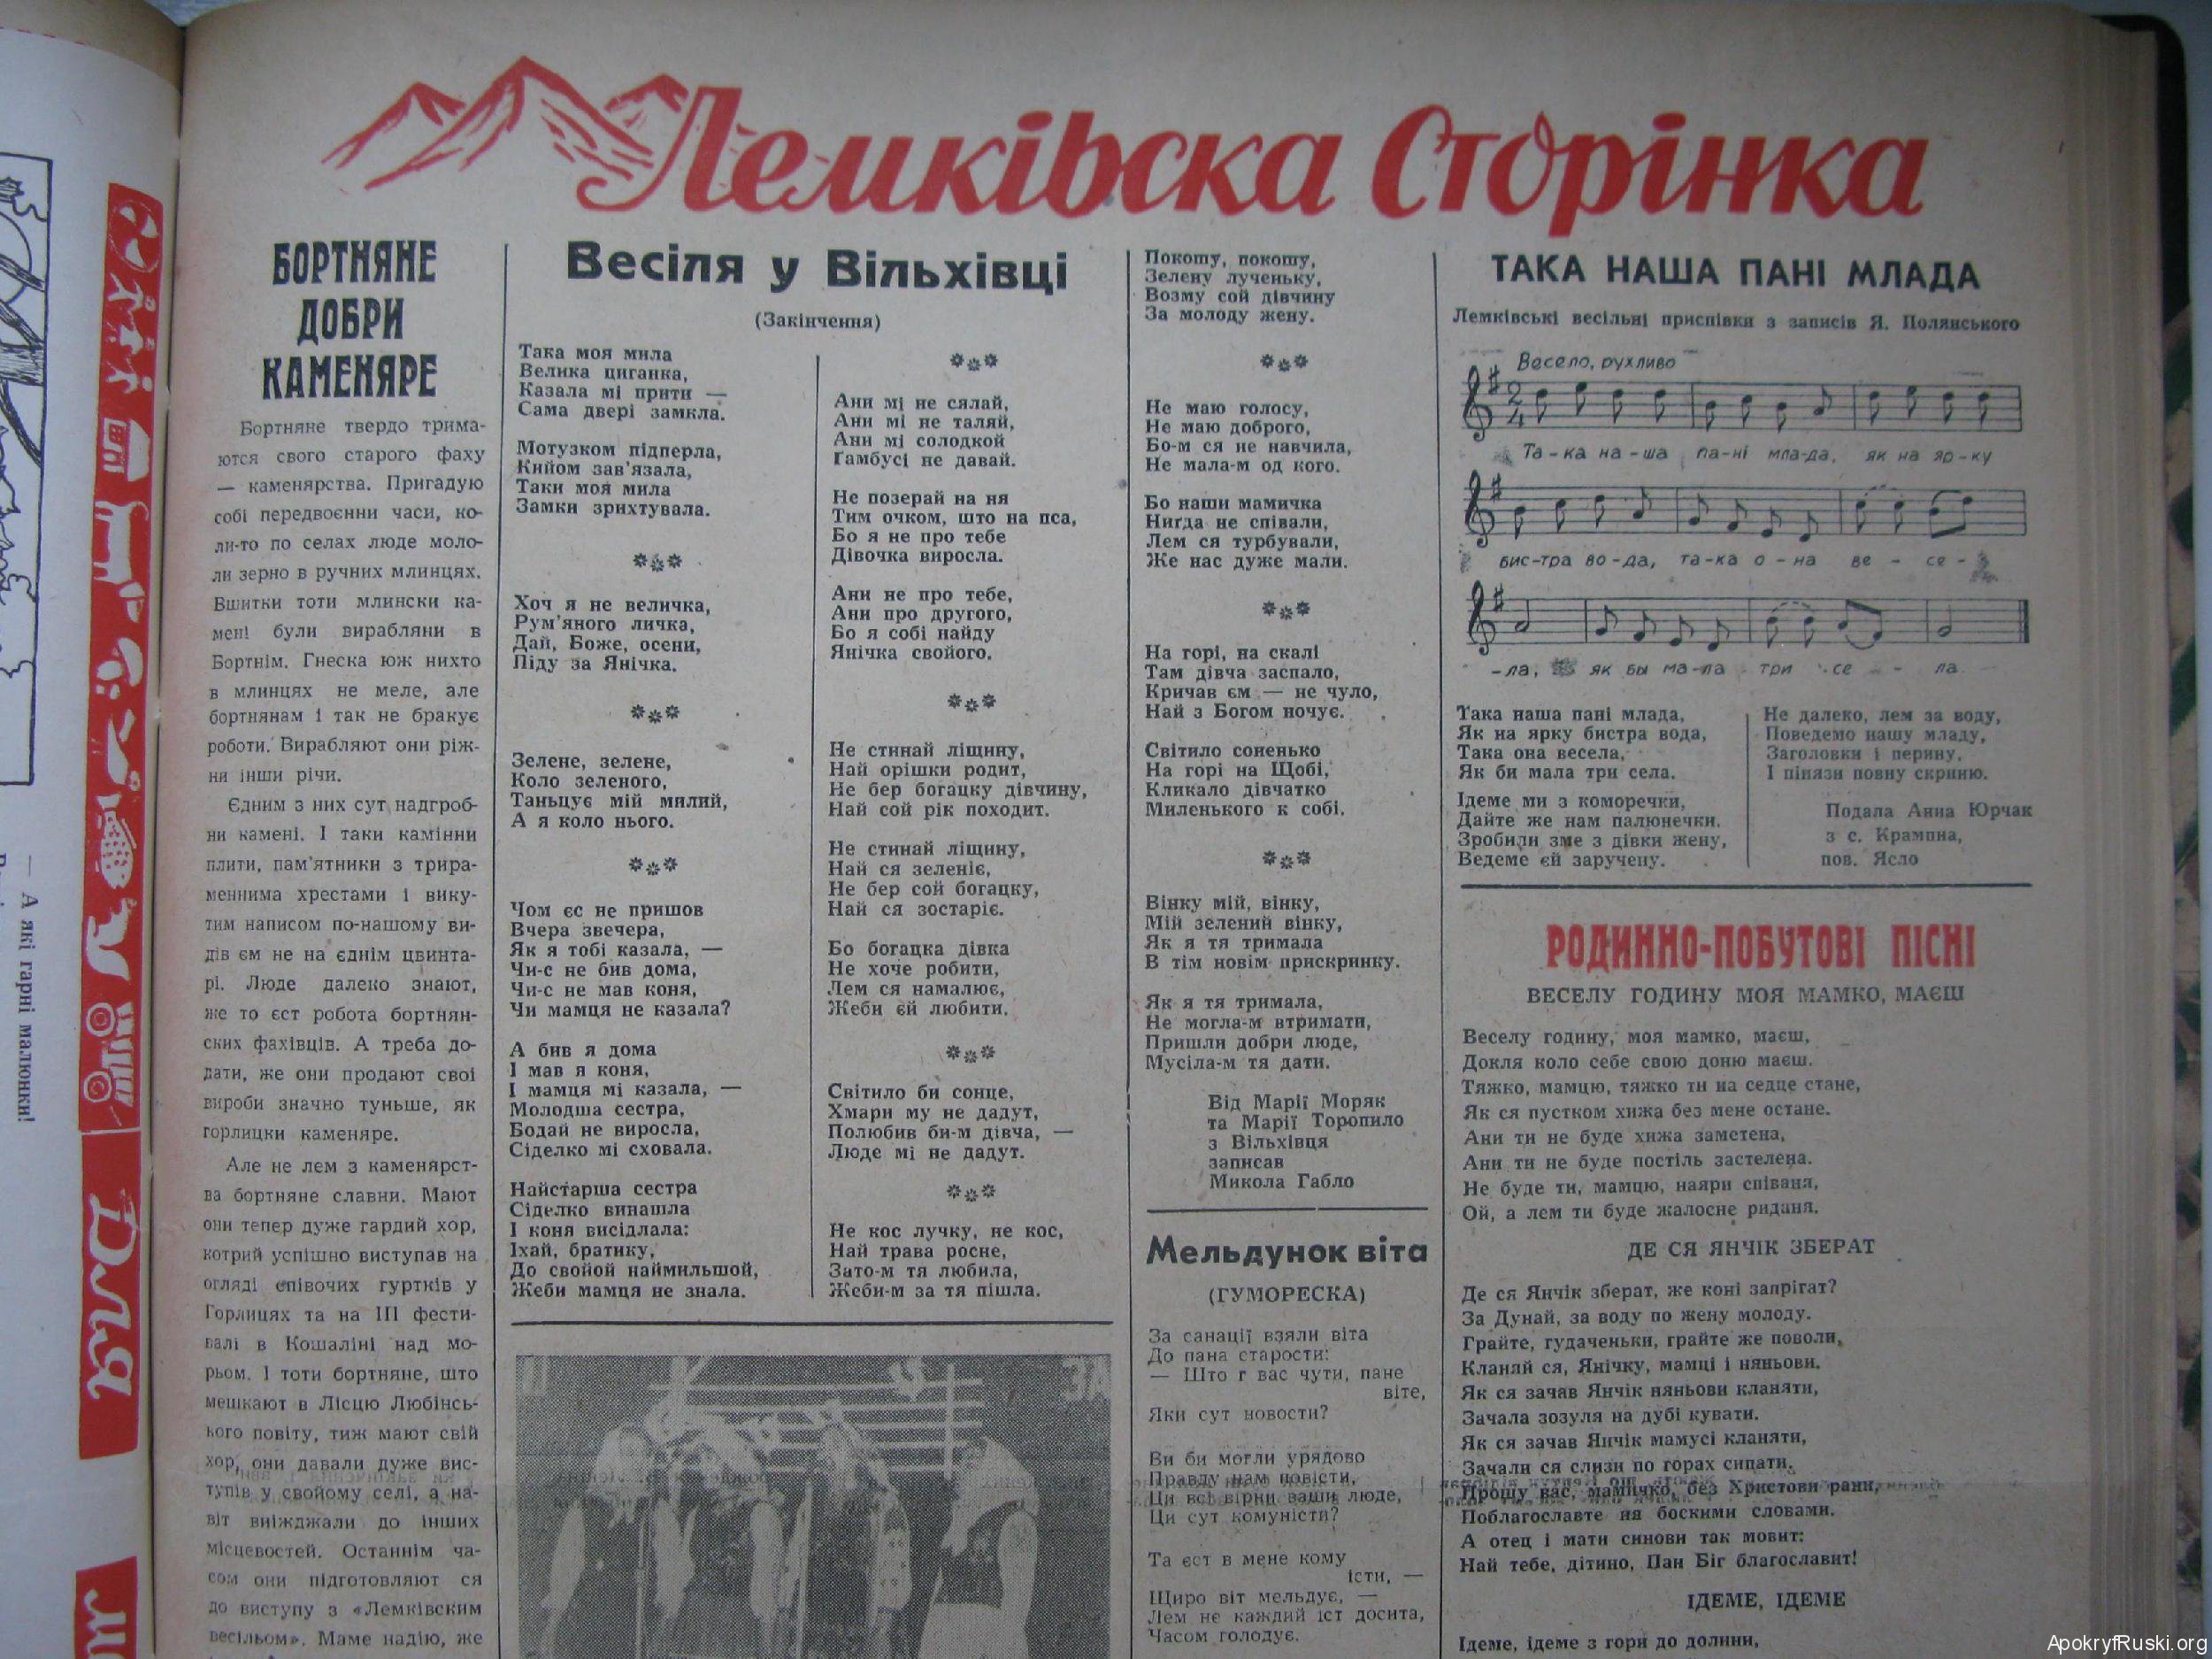 Лемківска Сторінка
БОРТНЯНЕ
ДОБРИ
КАМЕНЯРЕ
Бортняне твердо трима-
ются свого старого фаху
— каменярства. Пригадую
собі передвоєнни часи, ко-
ли-то по селах люде моло-
ли зерно в ручних млинцях.
Вшитки тоти млински ка-
мені були вирабляни в
Бортнім. Гнеска юж нихто
в млинцях не меле, але
бортнянам і так не бракує
роботи. Вирабляют они ріж-
ни інши річи.
Єдним з них сут надгроб-
ни камені. І таки камінни
плити, пам'ятники з трира-
меннима хрестами і вику-
тим написом по-нашому ви-
дів єм не на єднім цвинта-
рі. Люде далеко знают,
же то єст робота бортнян-
ских фахівців. А треба до-
дати, же они продают свої
вироби значно туньше, як
горлицки каменяре.
Але не лем з каменярст-
ва бортняне славни. Мают
они тепер дуже гардий хор,
котрий успішно виступав на
огляді співочих гуртків у
Горлицях та на III фести-
валі в Кошаліні над мо-
рьом. І тоти бортняне, што
мешкают в Лісцю Любінсь-
кого повіту, тиж мают свій
хор, они давали дуже вис-
тупів у свойому селі, а на-
віт виїжджали до інших
місцевостей. Останнім ча-
сом они підготовляют ся
до виступу з «Лемківским
весільом». Маме надію, же
Весіля у Вільхівці
(Закінчення)
Така моя мила
Велика циганка,
Казала мі прити —
Сама двері замкла.
Мотузком підперла,
Кийом зав'язала,
Таки моя мила
Замки зрихтувала.
Хоч я не величка,
Рум'яного личка,
Дай, Боже, осени,
Піду за Янічка.
Зелене, зелене,
Коло зеленого,
Таньцує мій милий,
А я коло нього.
Чом єс не пришов
Вчера звечера,
Як я тобі казала, —
Чи-с не бив дома,
Чи-с не мав коня,
Чи мамця не казала?
А бив я дома
І мав я коня,
І мамця мі казала, —
Молодша сестра,
Бодай не виросла,
Сіделко мі сховала.
Найстарша сестра
Сіделко винашла
І коня висідлала:
Їхай, братику,
До свойой наймильшой,
Жеби мамця не знала.
Ани мі не сялай,
Ани мі не таляй,
Ани мі солодкой
Ґамбусі не давай.
Не позерай на ня
Тим очком, што на пса,
Бо я не про тебе
Дівочка виросла.
Ани не про тебе,
Ани про другого,
Бо я собі найду
Янічка свойого.
Не стинай ліщину,
Най орішки родит,
Не бер богацку дівчину,
Най сой рік походит.
Не стинай ліщину,
Най ся зеленіє,
Не бер сой богацку,
Най ся зостаріє.
Бо богацка дівка
Не хоче робити,
Лем ся намалює,
Жеби єй любити.
Світило би сонце,
Хмари му не дадут,
Полюбив би-м дівча, —
Люде мі не дадут.
Не кос лучку, не кос,
Най трава росне,
Зато-м тя любила,
Жеби-м за тя пішла.
Покошу, покошу,
Зелену лученьку,
Возму сой дівчину
За молоду жену.
Не маю голосу,
Не маю доброго,
Бо-м ся не навчила,
Не мала-м од кого.
Бо наши мамичка
Нигда не співали,
Лем ся турбували,
Же нас дуже мали.
На горі, на скалі
Там дівча заспало,
Кричав єм — не чуло,
Най з Богом ночує.
Світило соненько
На горі на Щобі,
Кликало дівчатко
Миленького к собі.
Вінку мій, вінку,
Мій зелений вінку,
Як я тя тримала
В тім новім прискринку.
Як я тя тримала,
Не могла-м втримати,
Пришли добри люде,
Мусіла-м тя дати.
Від Марії Моряк
та Марії Торопило
з Вільхівця
записав
Микола Габло
Мельдунок віта
(ГУМОРЕСКА)
За санації взяли віта
До пана старости:
— Што г вас чути, пане
віте,
Яки сут новости?
Ви би могли урядово
Правду нам повісти,
Ци всі вірни ваши люде,
Ци сут комуністи?
Та єст в мене кому
їсти, —
Щиро віт мельдує, —
Лем не каждий їст досита,
Часом голодує.
ТАКА НАША ПАНІ МЛАДА
Лемківські весільні приспівки з записів Я. Полянського
Весело, рухливо
Та-ка на-ша па-ні мла-да, як на яр-ку
бис-тра во-да, та-ка о-на ве - се -
-ла, як бы ма-ла три се - ла
Така наша пані млада,
Як на ярку бистра вода,
Така она весела,
Як би мала три села.
Ідеме ми з коморечки,
Дайте же нам палюнечки.
Зробили зме з дівки жену,
Ведеме єй заручену.
Не далеко, лем за воду,
Поведемо нашу младу,
Заголовки і перину,
І пінязи повну скриню.
Подала Анна Юрчак
з с. Крампна,
пов. Ясло
РОДИННО-ПОБУТОВІ ПІСНІ
ВЕСЕЛУ ГОДИНУ МОЯ МАМКО, МАЄШ
Веселу годину, моя мамко, маєш,
Докля коло себе свою доню маєш.
Тяжко, мамцю, тяжко ти на седце стане,
Як ся пустком хижа без мене остане.
Ани ти не буде хижа заметена,
Ани ти не буде постіль застелена.
Не буде ти, мамцю, наяри співаня,
Ой, а лем ти буде жалосне риданя.
ДЕ СЯ ЯНЧІК ЗБЕРАТ
Де ся Янчік зберат, же коні запрігат?
За Дунай, за воду по жену молоду.
Грайте, гудаченьки, грайте же поволи,
Кланяй ся, Янічку, мамці і няньови.
Як ся зачав Янчік няньови кланяти,
Зачала зозуля на дубі кувати.
Як ся зачав Янчік мамусі кланяти,
Зачали ся слизи по горах сипати.
Прошу вас, мамичко, без Христови рани,
Поблагославте ня боскими словами.
А отец і мати синови так мовит:
Най тебе, дітино, Пан Біг благославит!
ІДЕМЕ, ІДЕМЕ
Ідеме, ідеме з гори до долини,
— А які гарні малюнки!
Для
ApokryfRuski.org